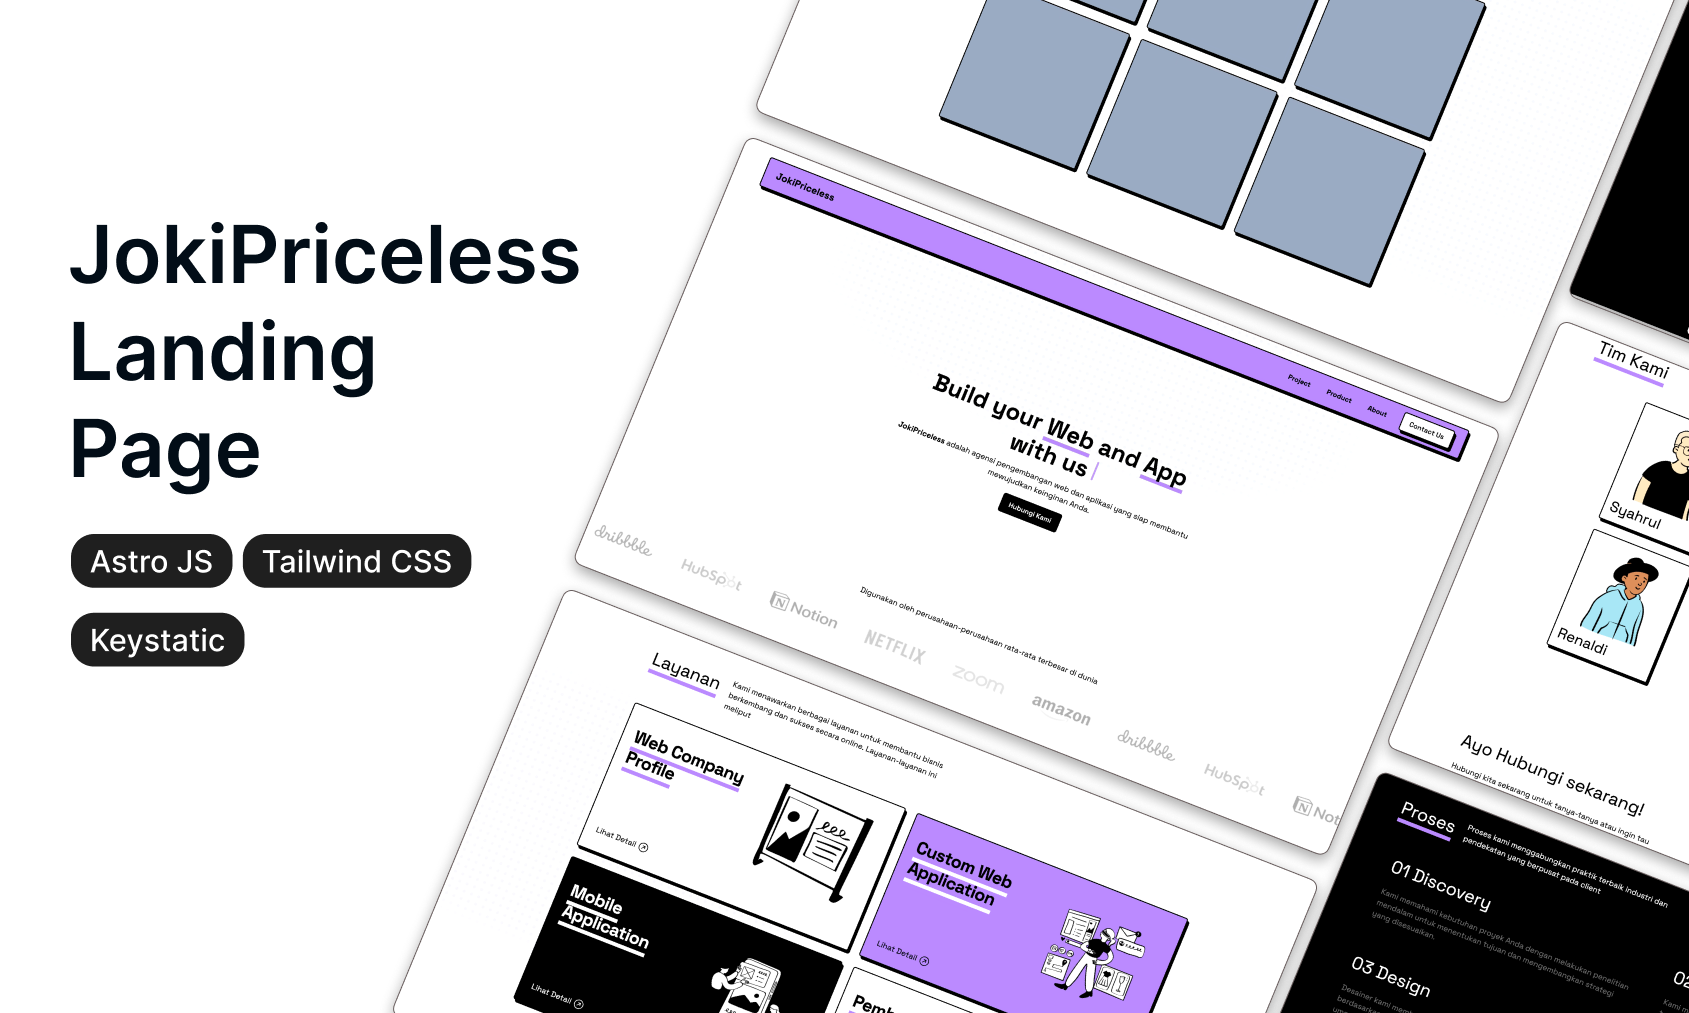 JokiPriceless
Landing
Page
Astro JS
Tailwind CSS
Keystatic
JokiPriceless
Project
Product
About
Contact Us
Build your Web and App
with us /
JokiPriceless adalah agensi pengembangan web dan aplikasi yang siap membantu
mewujudkan keinginan Anda.
Hubungi Kami
Digunakan oleh perusahaan-perusahaan rata-rata terbesar di dunia
dribbble
HubSpot
Notion
NETFLIX
zoom
amazon
dribbble
HubSpot
Not
Layanan
Kami menawarkan berbagai layanan untuk membantu bisnis
berkembang dan sukses secara online. Layanan-layanan ini
meliput
Web Company
Profile
Lihat Detail
Custom Web
Application
Lihat Detail
Mobile
Application
Lihat Detail
Pemb
Tim Kami
Syahrul
Renaldi
Ayo Hubungi sekarang!
Hubungi kita sekarang untuk tanya-tanya atau ingin tau
Proses
Proses kami menggabungkan praktik terbaik industri dan
pendekatan yang berpusat pada client
01 Discovery
Kami memahami kebutuhan proyek Anda dengan melakukan penelitian
mendalam untuk menentukan tujuan dan mengembangkan strategi
yang disesuaikan.
02
Kami m
03 Design
Desainer kami memb
berdasarka